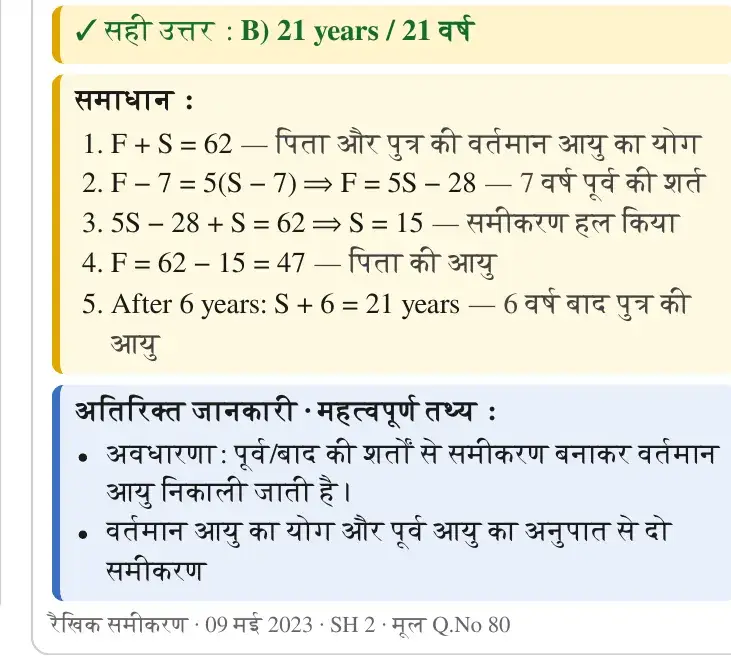 ✓ सही उत्तर : B) 21 years / 21 वर्ष
समाधान :
1. F + S = 62 — पिता और पुत्र की वर्तमान आयु का योग
2. F − 7 = 5(S − 7) ⟹ F = 5S − 28 — 7 वर्ष पूर्व की शर्त
3. 5S − 28 + S = 62 ⟹ S = 15 — समीकरण हल किया
4. F = 62 − 15 = 47 — पिता की आयु
5. After 6 years: S + 6 = 21 years — 6 वर्ष बाद पुत्र की
आयु
अतिरिक्त जानकारी · महत्वपूर्ण तथ्य :
• अवधारणा : पूर्व/बाद की शर्तों से समीकरण बनाकर वर्तमान
आयु निकाली जाती है।
• वर्तमान आयु का योग और पूर्व आयु का अनुपात से दो
समीकरण
रैखिक समीकरण · 09 मई 2023 · SH 2 · मूल Q.No 80